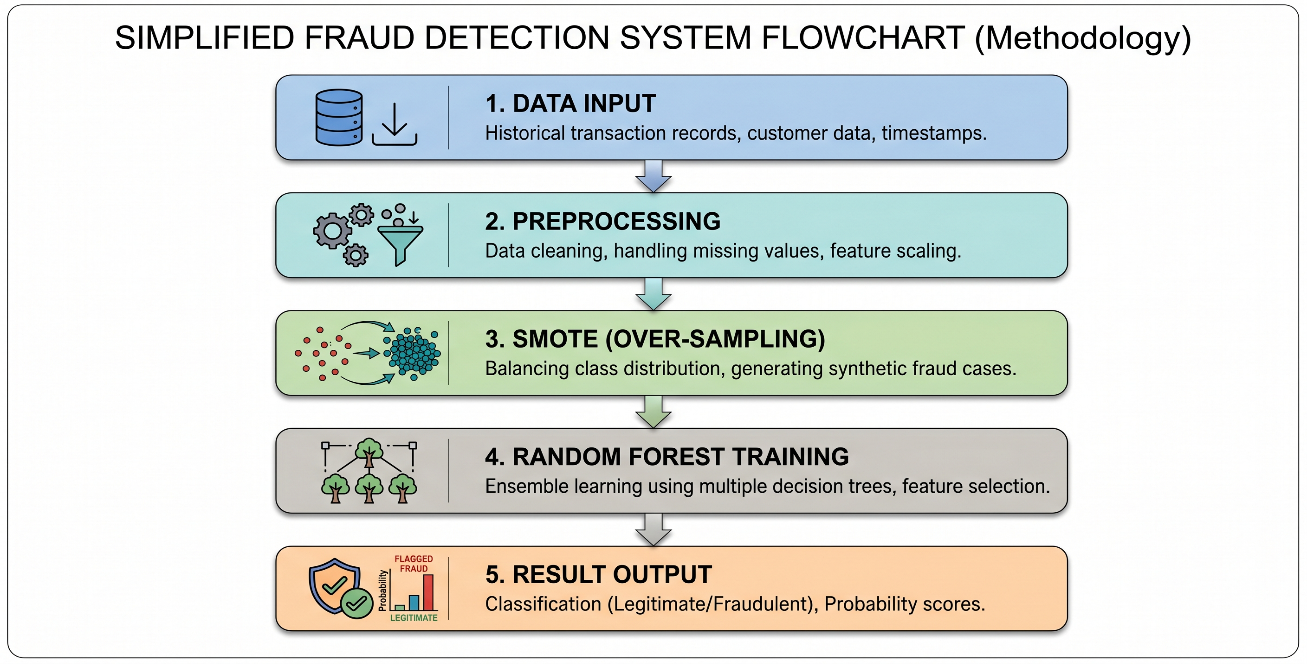 SIMPLIFIED FRAUD DETECTION SYSTEM FLOWCHART (Methodology)
1. DATA INPUT
Historical transaction records, customer data, timestamps.
2. PREPROCESSING
Data cleaning, handling missing values, feature scaling.
3. SMOTE (OVER-SAMPLING)
Balancing class distribution, generating synthetic fraud cases.
4. RANDOM FOREST TRAINING
Ensemble learning using multiple decision trees, feature selection.
FLAGGED
FRAUD
Probability
LEGITIMATE
5. RESULT OUTPUT
Classification (Legitimate/Fraudulent), Probability scores.